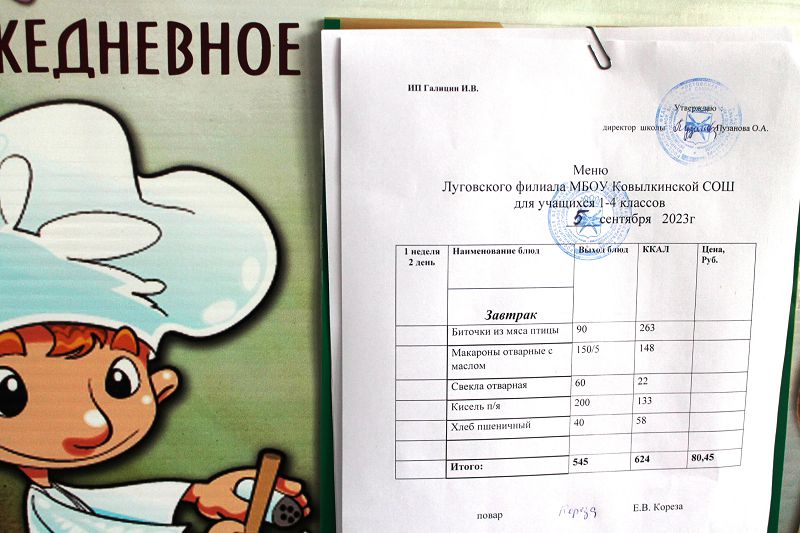 ЖЕДНЕВНОЕ
ИП Галицин И.В.
Утверждаю
директор школы Пузанова О.А.
Меню
Луговского филиала МБОУ Ковылкинской СОШ
для учащихся 1-4 классов
5 сентября 2023г
1 неделя 2 день Наименование блюд Выход блюд ККАЛ Цена, Руб.
Завтрак
Биточки из мяса птицы 90 263
Макароны отварные с 150/5 148
маслом
Свекла отварная 60 22
Кисель п/я 200 133
Хлеб пшеничный 40 58
Итого: 545 624 80,45
повар Е.В. Кореза